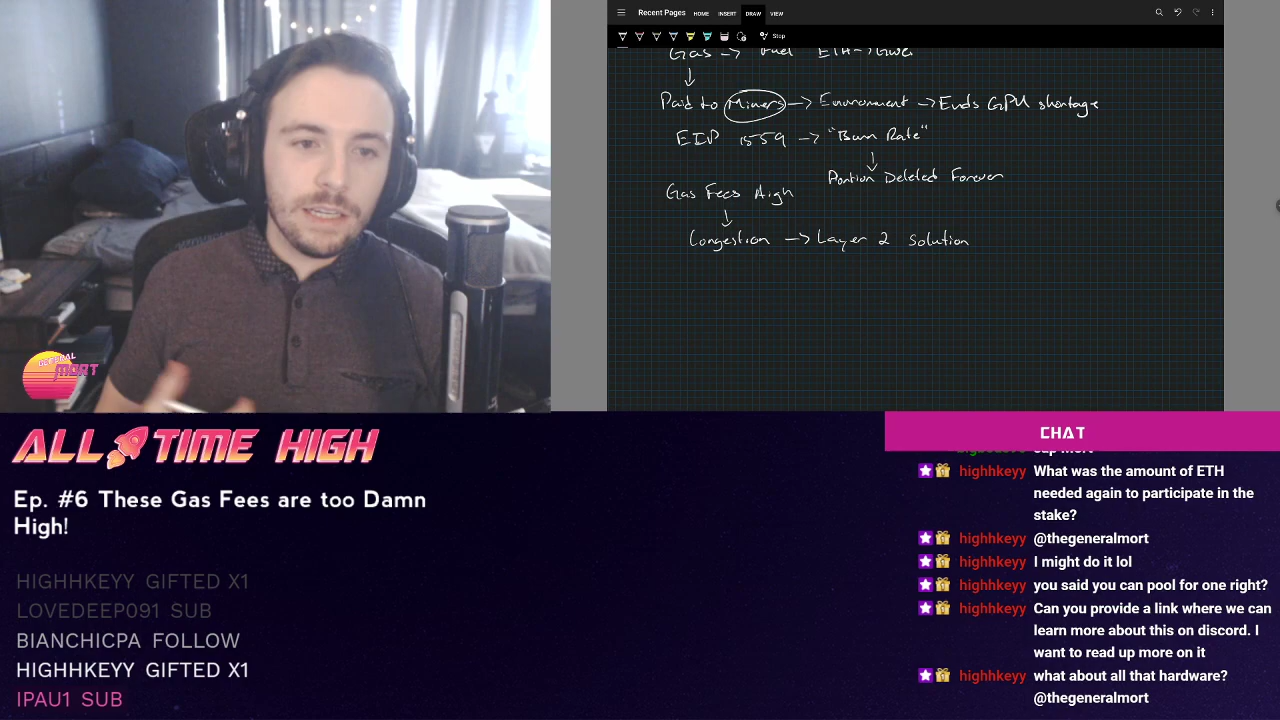 Recent Pages HOME INSERT DRAW VIEW
Stop
Gas -> Fuel ETH -> Gwei
Paid to Miners -> Environment -> Ends GPU shortage
EIP 1559 -> "Burn Rate"
Portion Deleted Forever
Gas Fees High
Congestion -> Layer 2 Solution
GENERAL
MORT
ALL TIME HIGH
Ep. #6 These Gas Fees are too Damn
High!
HIGHHKEYY GIFTED X1
LOVEDEEP091 SUB
BIANCHICPA FOLLOW
HIGHHKEYY GIFTED X1
IPAU1 SUB
CHAT
sup mort
highhkeyy What was the amount of ETH
needed again to participate in the
stake?
highhkeyy @thegeneralmort
highhkeyy I might do it lol
highhkeyy you said you can pool for one right?
highhkeyy Can you provide a link where we can
learn more about this on discord. I
want to read up more on it
highhkeyy what about all that hardware?
@thegeneralmort